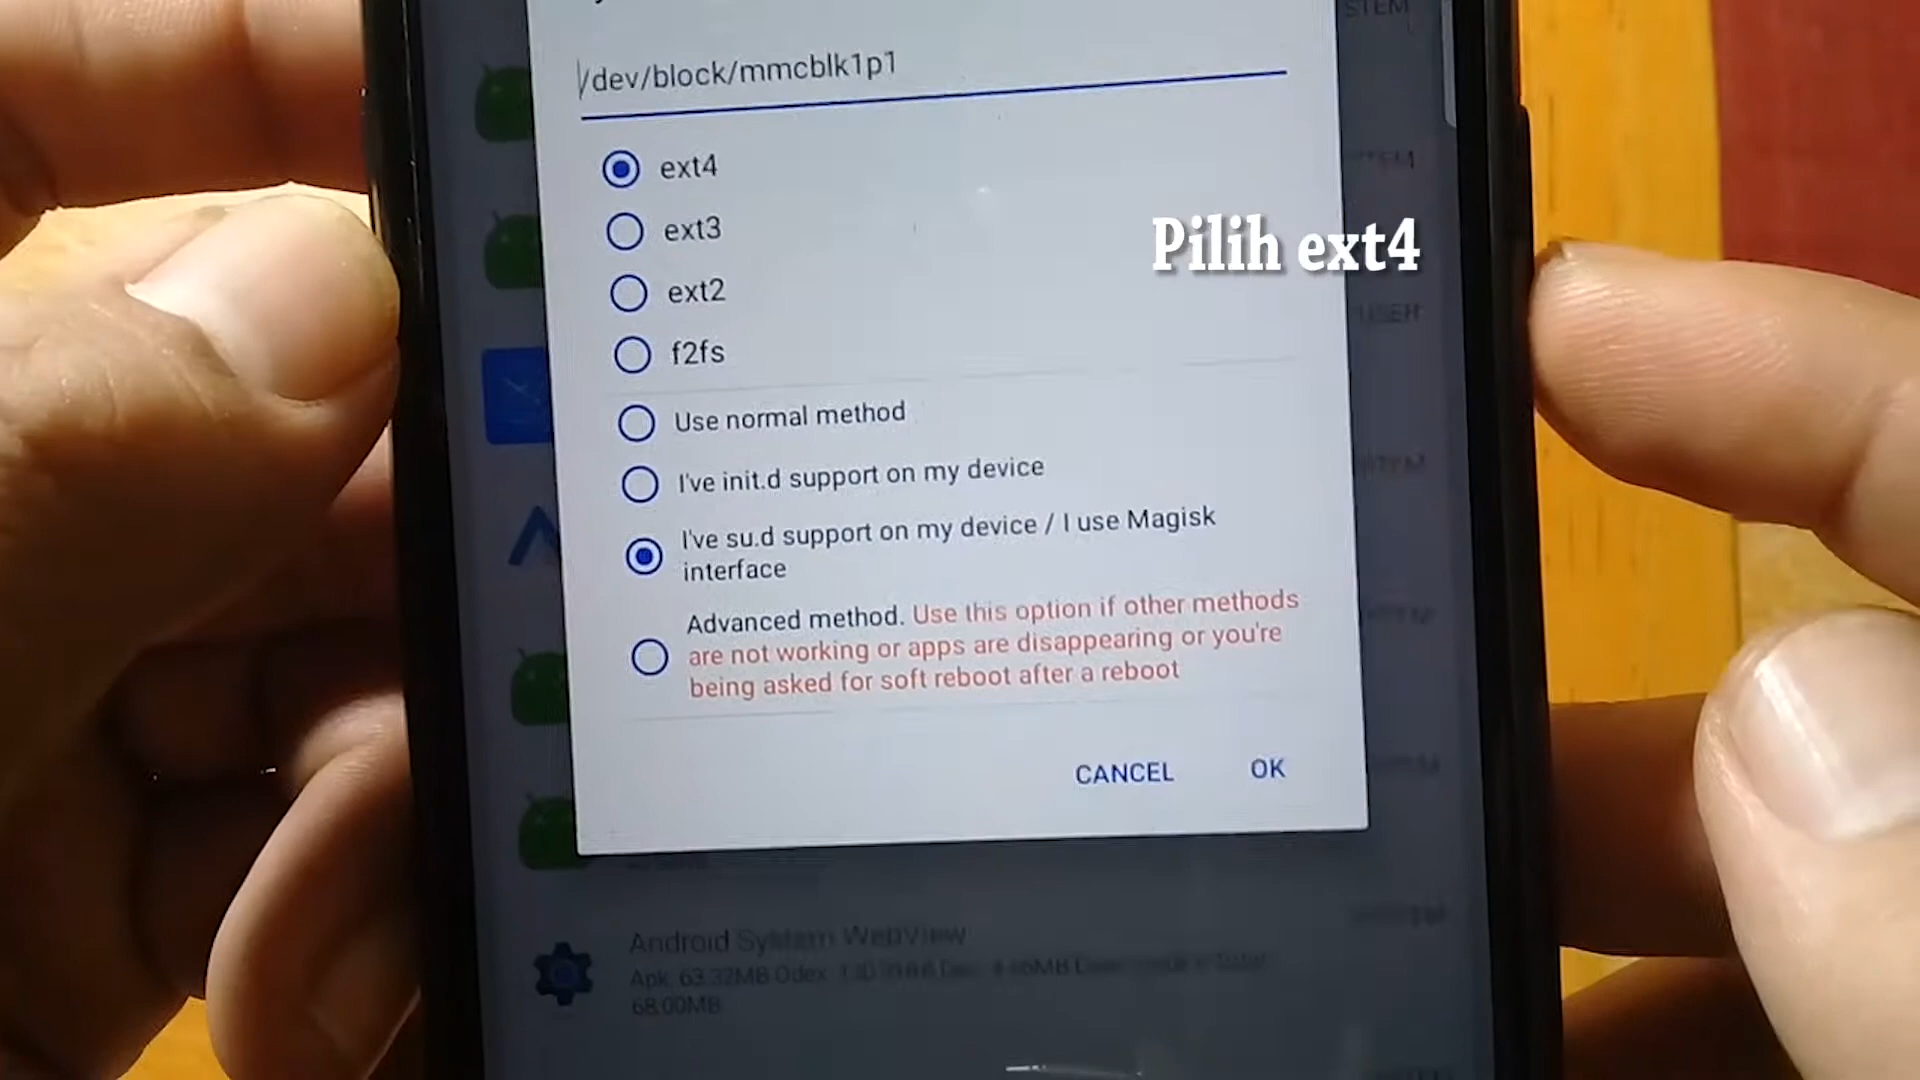 STEM
/dev/block/mmcblk1p1
ext4
ext3
Pilih ext4
ext2
USER
f2fs
Use normal method
I've init.d support on my device
I've su.d support on my device / I use Magisk
interface
Advanced method. Use this option if other methods
are not working or apps are disappearing or you're
being asked for soft reboot after a reboot
CANCEL OK
Android System WebView
Apk: 63.32MB Odex:
68.00MB